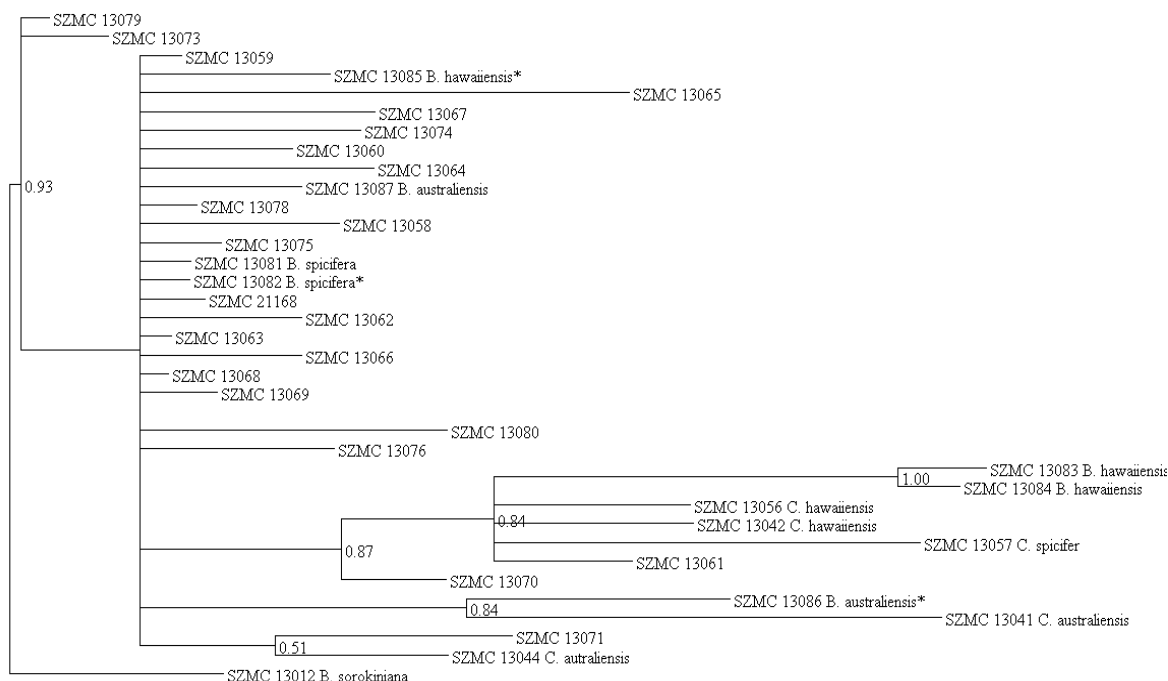 SZMC 13079
SZMC 13073
SZMC 13059
SZMC 13085 B. hawaiiensis*
SZMC 13065
SZMC 13067
SZMC 13074
SZMC 13060
SZMC 13064
0.93
SZMC 13087 B. australiensis
SZMC 13078
SZMC 13058
SZMC 13075
SZMC 13081 B. spicifera
SZMC 13082 B. spicifera*
SZMC 21168
SZMC 13062
SZMC 13063
SZMC 13066
SZMC 13068
SZMC 13069
SZMC 13080
SZMC 13076
SZMC 13083 B. hawaiiensis
1.00
SZMC 13084 B. hawaiiensis
SZMC 13056 C. hawaiiensis
0.84
SZMC 13042 C. hawaiiensis
SZMC 13057 C. spicifer
0.87
SZMC 13061
SZMC 13070
SZMC 13086 B. australiensis*
0.84
SZMC 13041 C. australiensis
SZMC 13071
0.51
SZMC 13044 C. autraliensis
SZMC 13012 B. sorokiniana